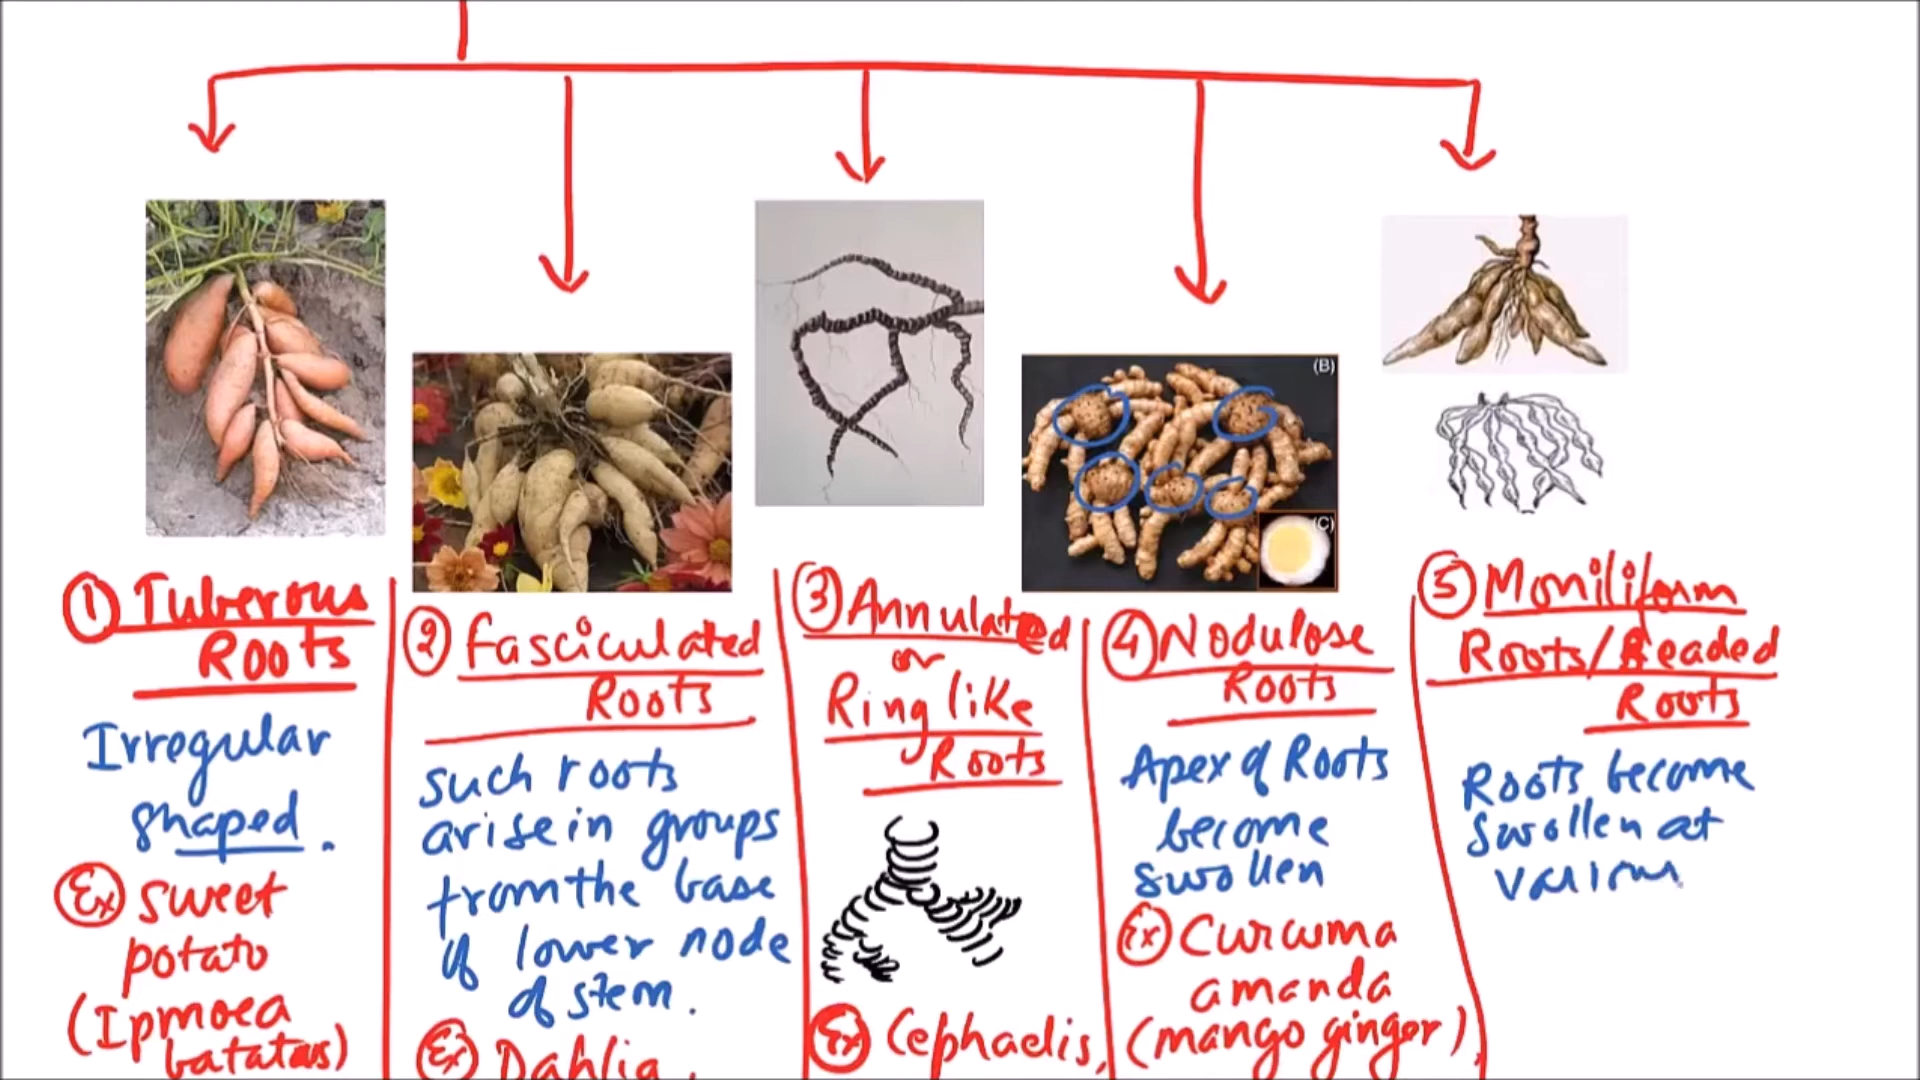 (B)
(C)
① Tuberous
Roots
Irregular
shaped.
Ex sweet
potato
(Ipmoea
batatas)
② Fasciculated
Roots
such roots
arise in groups
from the base
of lower node
of stem.
Ex Dahlia,
③ Annulated
or
Ring like
Roots
Ex Cephaelis,
④ Nodulose
Roots
Apex of Roots
become
swollen
Ex Curcuma
amanda
(mango ginger),
⑤ Moniliform
Roots/Beaded
Roots
Roots become
swollen at
various